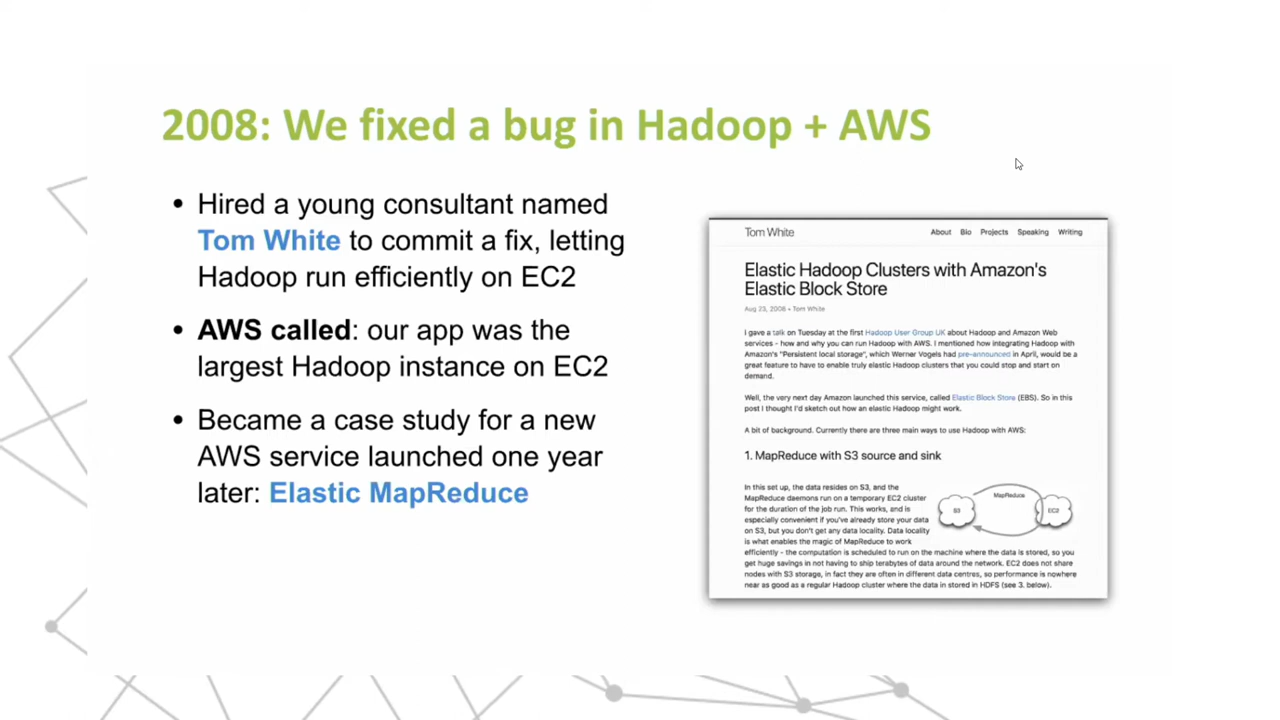 2008: We fixed a bug in Hadoop + AWS
• Hired a young consultant named
Tom White to commit a fix, letting
Hadoop run efficiently on EC2
• AWS called: our app was the
largest Hadoop instance on EC2
• Became a case study for a new
AWS service launched one year
later: Elastic MapReduce
Tom White
About Bio Projects Speaking Writing
Elastic Hadoop Clusters with Amazon's
Elastic Block Store
Aug 23, 2008 • Tom White
I gave a talk on Tuesday at the first Hadoop User Group UK about Hadoop and Amazon Web
services - how and why you can run Hadoop with AWS. I mentioned how integrating Hadoop with
Amazon's "Persistent local storage", which Werner Vogels had pre-announced in April, would be a
great feature to have to enable truly elastic Hadoop clusters that you could stop and start on
demand.
Well, the very next day Amazon launched this service, called Elastic Block Store (EBS). So in this
post I thought I'd sketch out how an elastic Hadoop might work.
A bit of background. Currently there are three main ways to use Hadoop with AWS:
1. MapReduce with S3 source and sink
In this set up, the data resides on S3, and the
MapReduce daemons run on a temporary EC2 cluster
for the duration of the job run. This works, and is
especially convenient if you've already store your data
on S3, but you don't get any data locality. Data locality
is what enables the magic of MapReduce to work
efficiently - the computation is scheduled to run on the machine where the data is stored, so you
get huge savings in not having to ship terabytes of data around the network. EC2 does not share
nodes with S3 storage, in fact they are often in different data centres, so performance is nowhere
near as good as a regular Hadoop cluster where the data in stored in HDFS (see 3. below).
MapReduce
S3
EC2